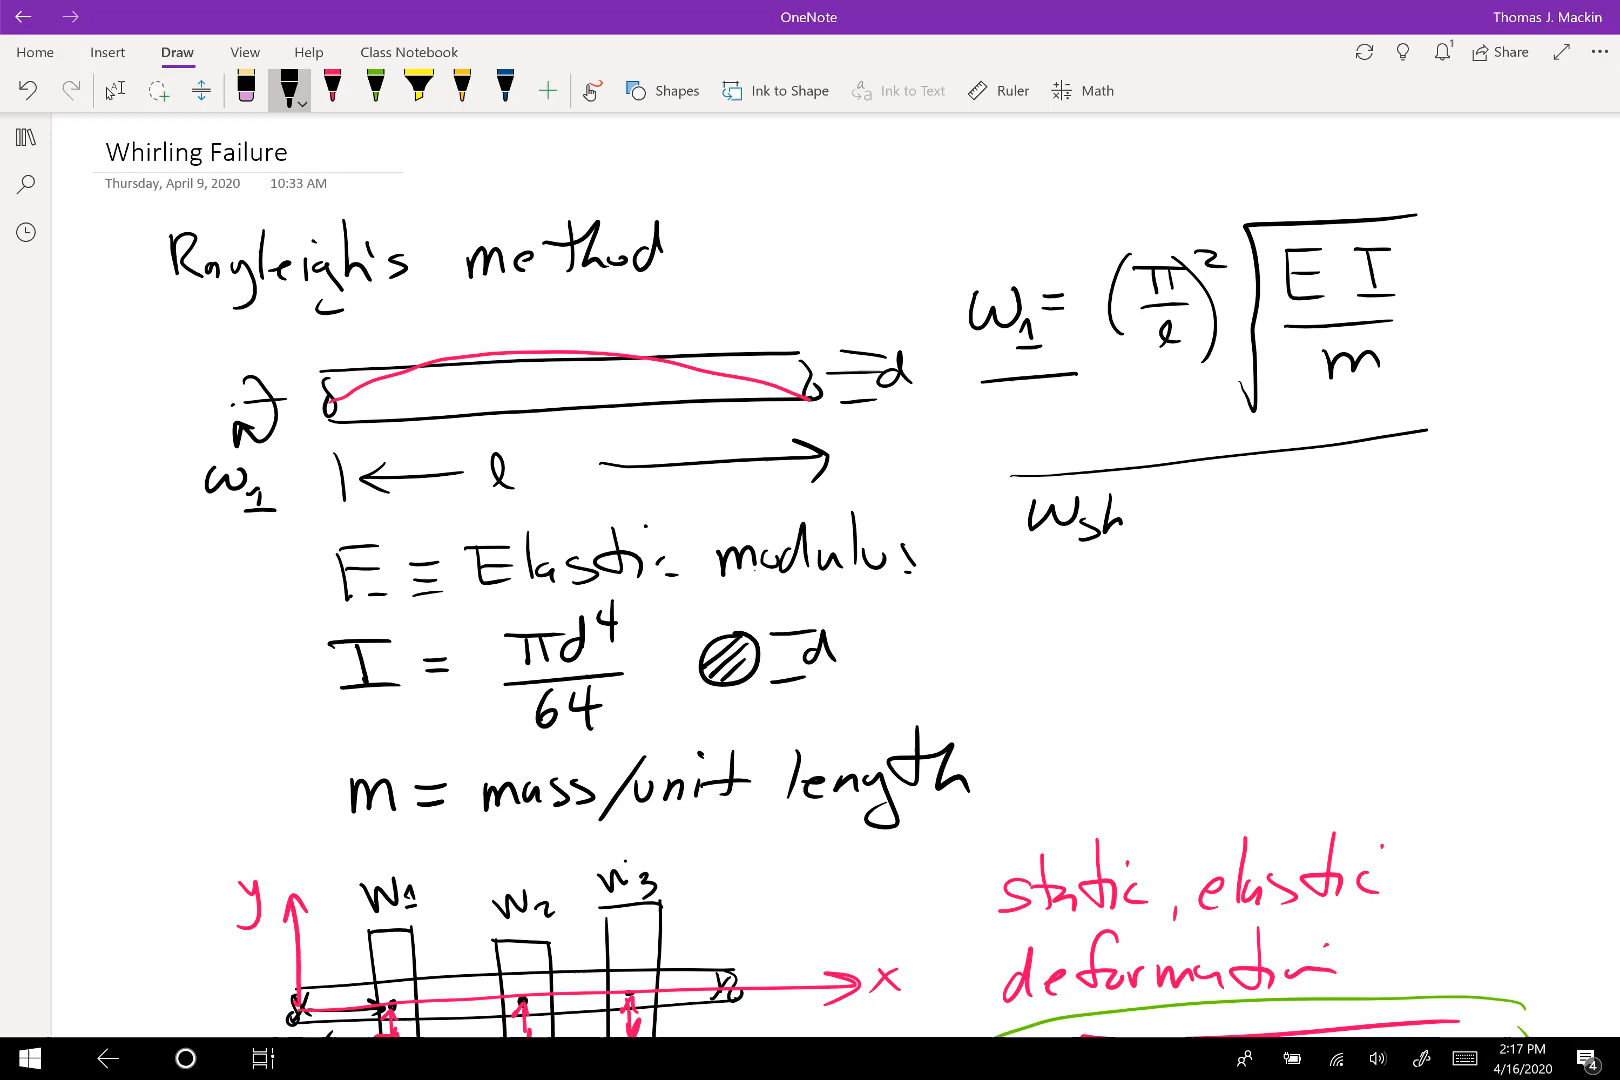 OneNote
Thomas J. Mackin
Home Insert Draw View Help Class Notebook
1 Share
Shapes Ink to Shape Ink to Text Ruler Math
Whirling Failure
Thursday, April 9, 2020 10:33 AM
Rayleigh's method
ω1 = (π/l)² √(E I / m)
d
ω1
l
ωsh
E ≡ Elastic modulus
I = πd⁴/64
d
m = mass/unit length
y
W1
W2
W3
x
static, elastic
deformation
2:17 PM
4/16/2020
4